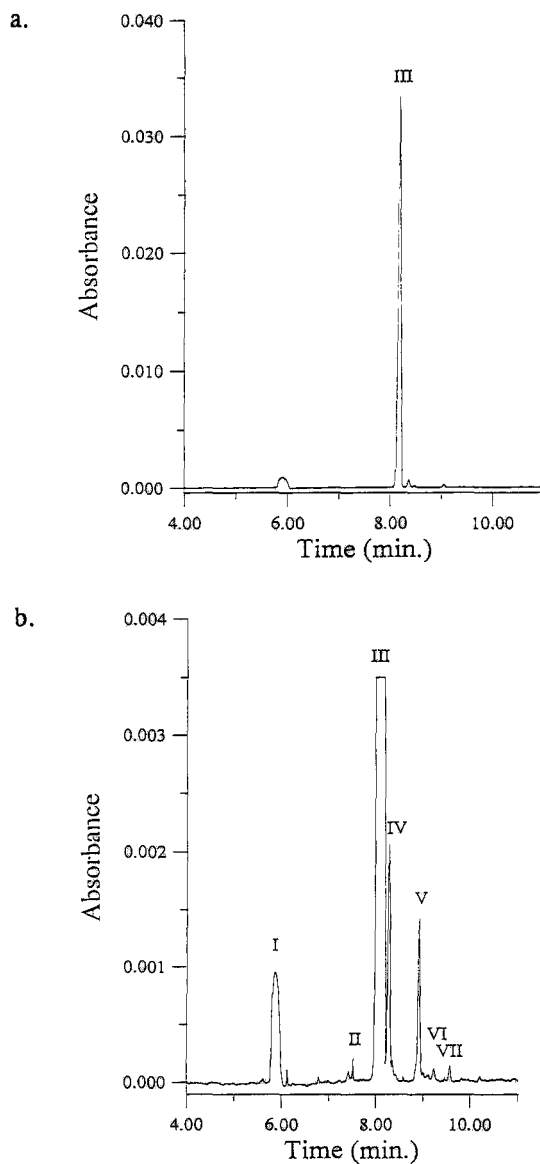 a.
0.040
III
0.030
Absorbance
0.020
0.010
0.000
4.00 6.00 8.00 10.00
Time (min.)
b.
0.004
III
0.003
IV
0.002
Absorbance
V
I
0.001
II
VI
VII
0.000
4.00 6.00 8.00 10.00
Time (min.)